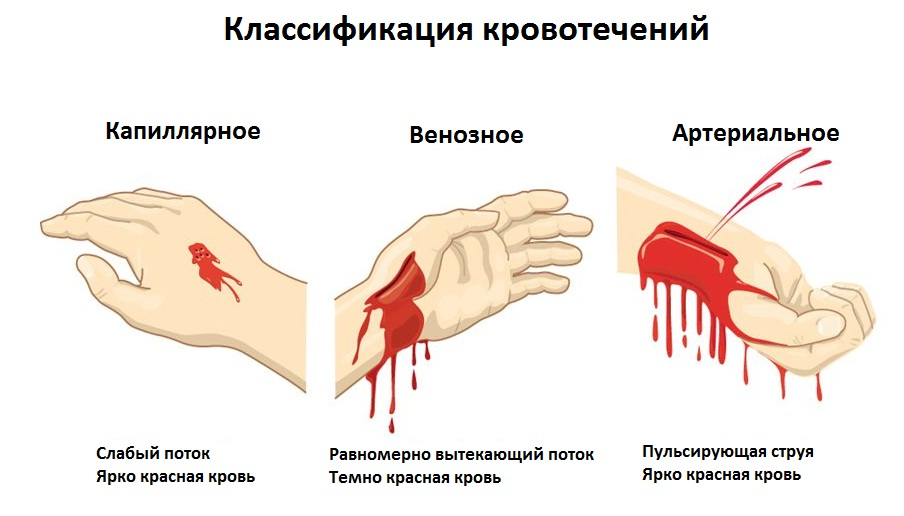 Классификация кровотечений
Капиллярное
Венозное
Артериальное
Слабый поток
Ярко красная кровь
Равномерно вытекающий поток
Темно красная кровь
Пульсирующая струя
Ярко красная кровь